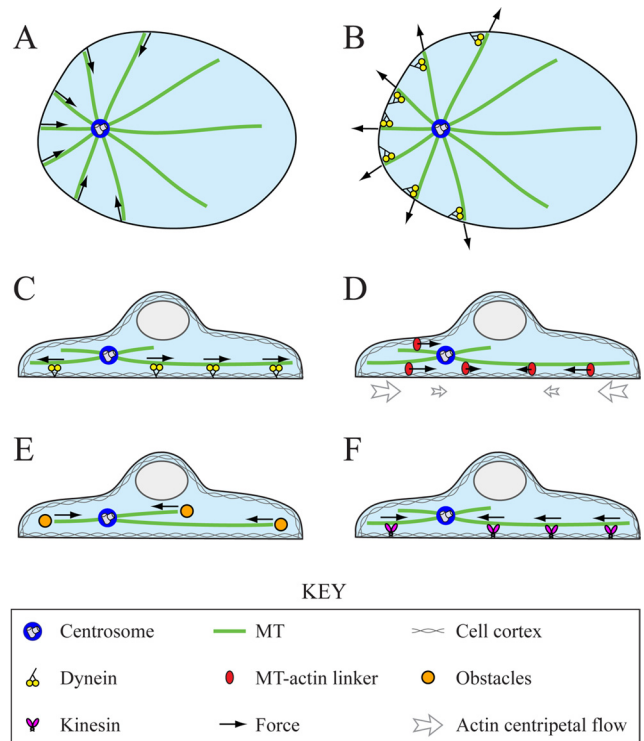 A B
C D
E F
KEY
Centrosome MT Cell cortex
Dynein MT-actin linker Obstacles
Kinesin Force Actin centripetal flow